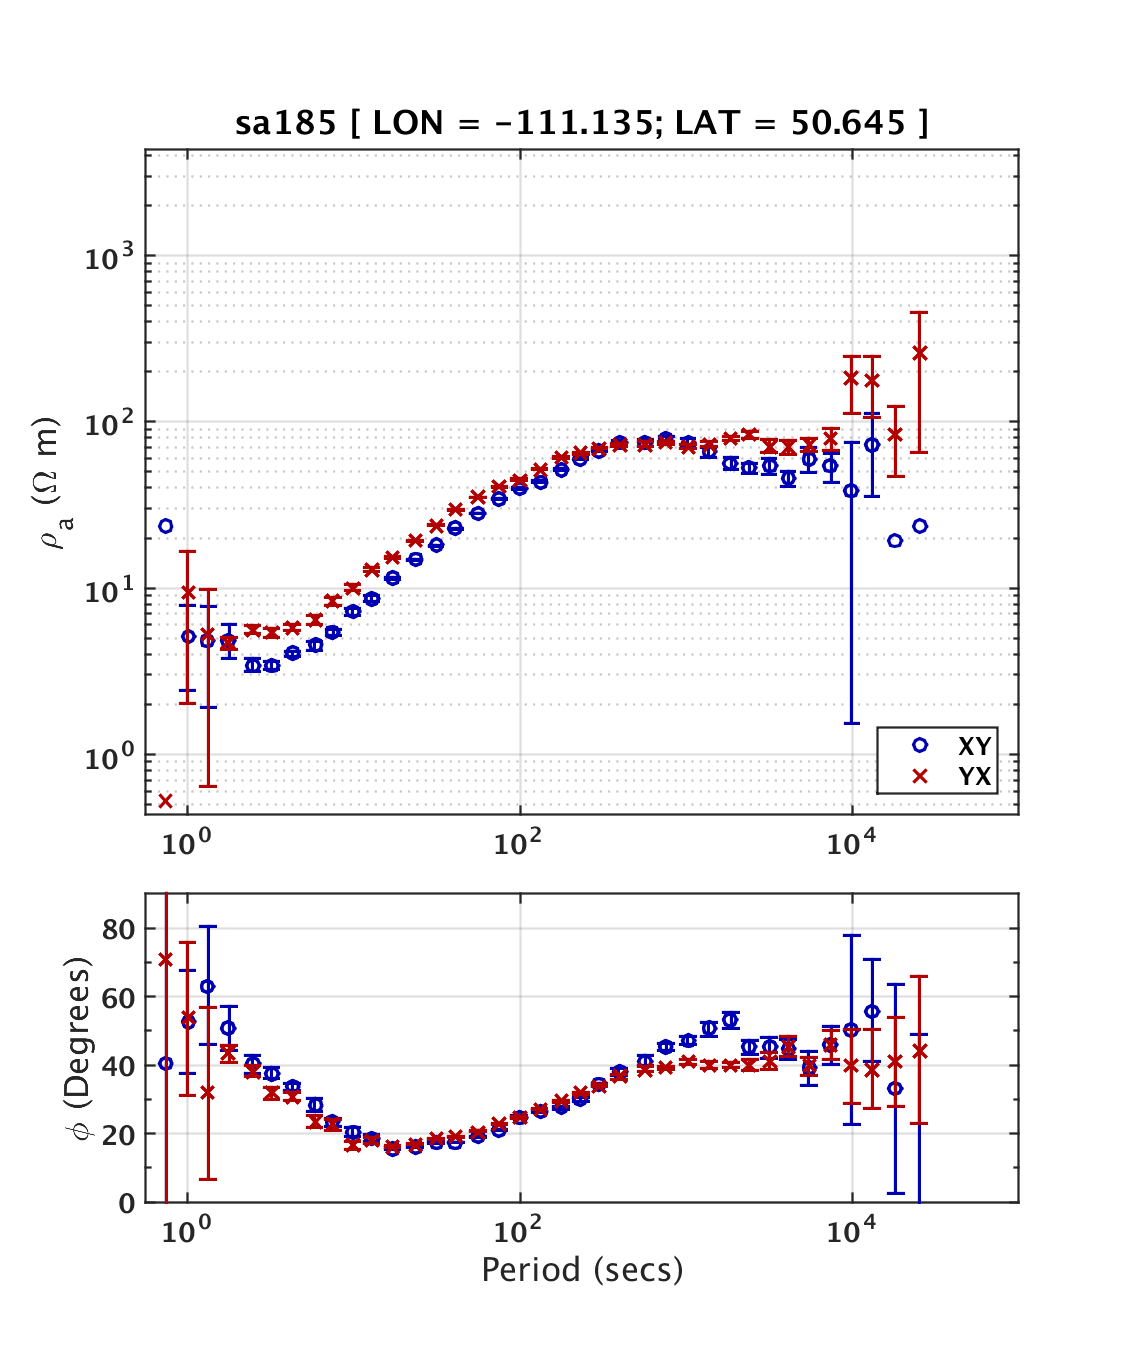 sa185 [ LON = -111.135; LAT = 50.645 ]
ρa (Ω m)
10^3
10^2
10^1
10^0
XY
YX
10^0 10^2 10^4
ϕ (Degrees)
80
60
40
20
0
10^0 10^2 10^4
Period (secs)